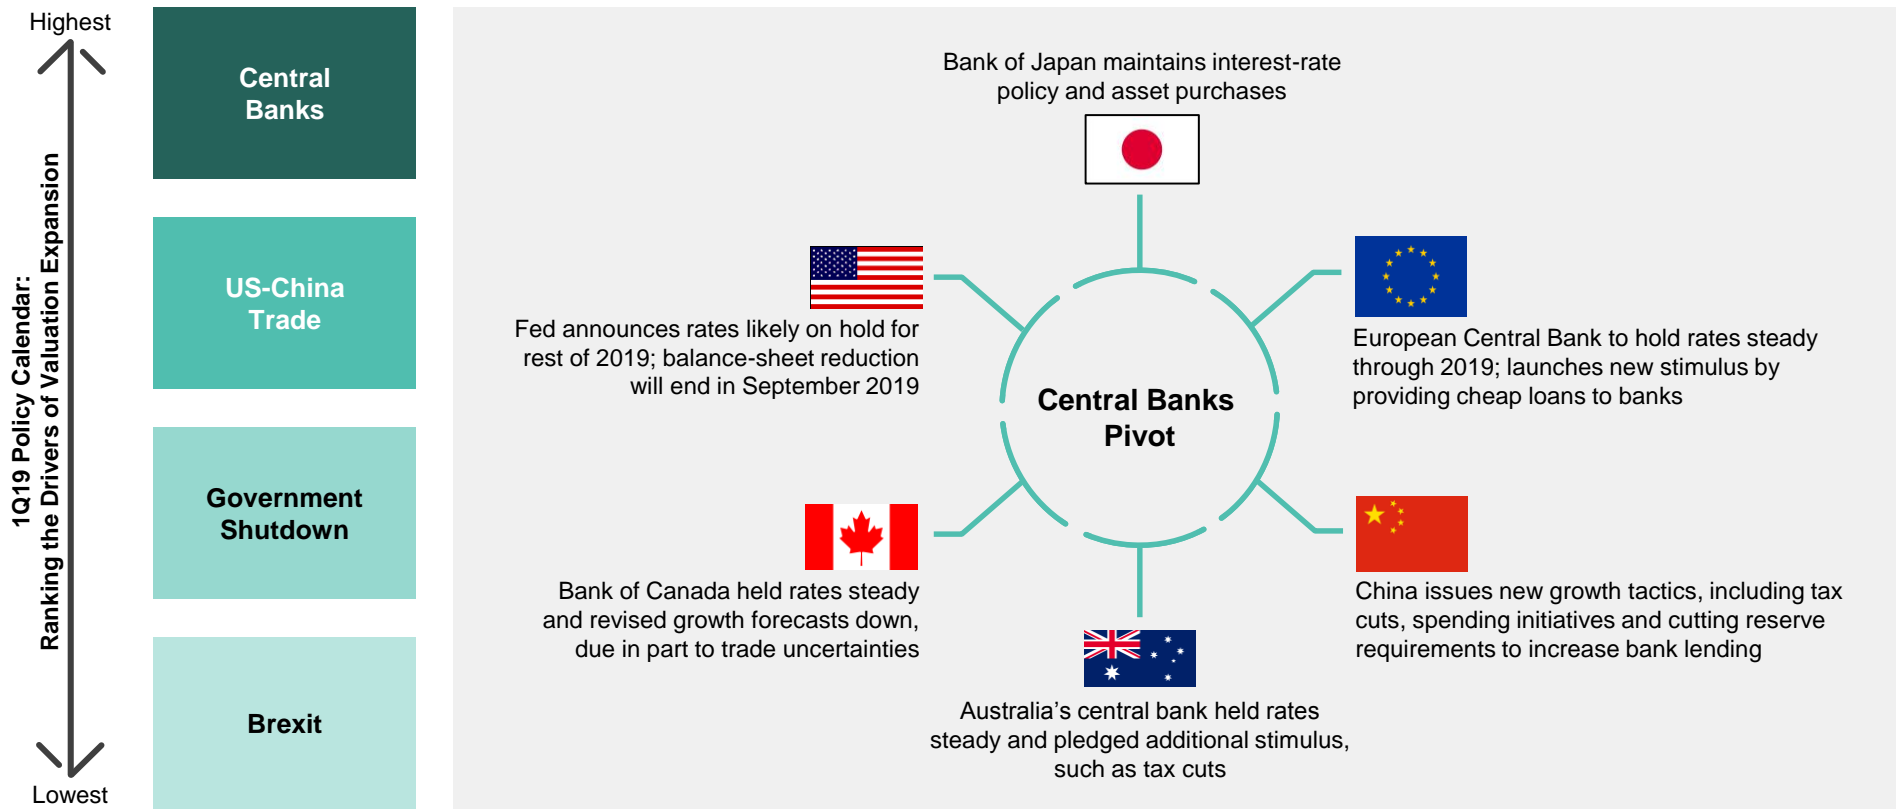 Highest
1Q19 Policy Calendar:
Ranking the Drivers of Valuation Expansion
Lowest
Central
Banks
US-China
Trade
Government
Shutdown
Brexit
Bank of Japan maintains interest-rate
policy and asset purchases
Fed announces rates likely on hold for
rest of 2019; balance-sheet reduction
will end in September 2019
European Central Bank to hold rates steady
through 2019; launches new stimulus by
providing cheap loans to banks
Central Banks
Pivot
Bank of Canada held rates steady
and revised growth forecasts down,
due in part to trade uncertainties
China issues new growth tactics, including tax
cuts, spending initiatives and cutting reserve
requirements to increase bank lending
Australia’s central bank held rates
steady and pledged additional stimulus,
such as tax cuts